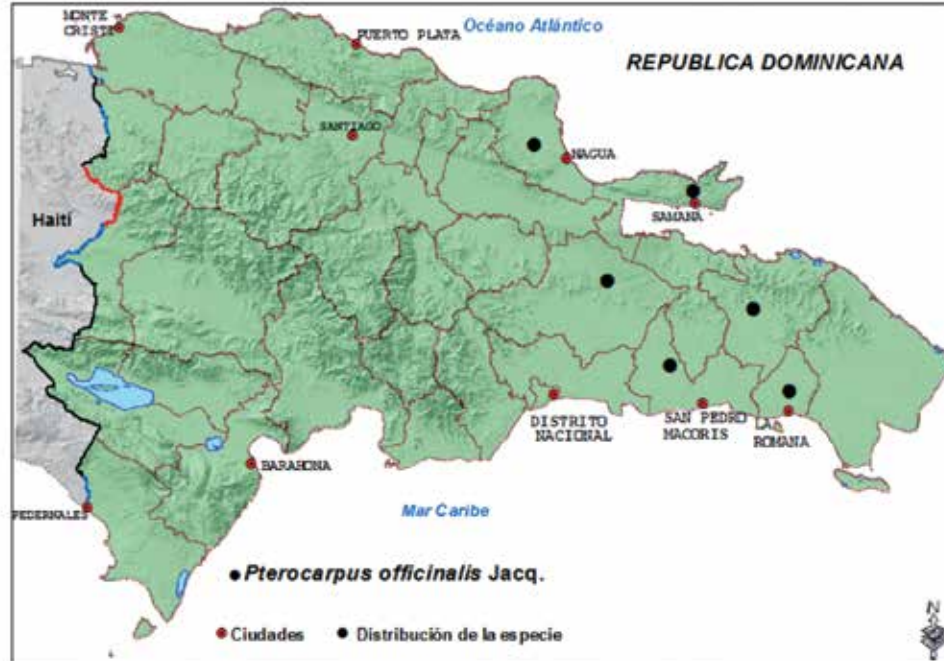 MONTE
CRISTI
Océano Atlántico
PUERTO PLATA
REPUBLICA DOMINICANA
SANTIAGO
NAGUA
Haití
SAMANA
DISTRITO
NACIONAL
SAN PEDRO
MACORIS
LA
ROMANA
BARAHONA
PEDERNALES
Mar Caribe
Pterocarpus officinalis Jacq.
Ciudades
Distribución de la especie
N